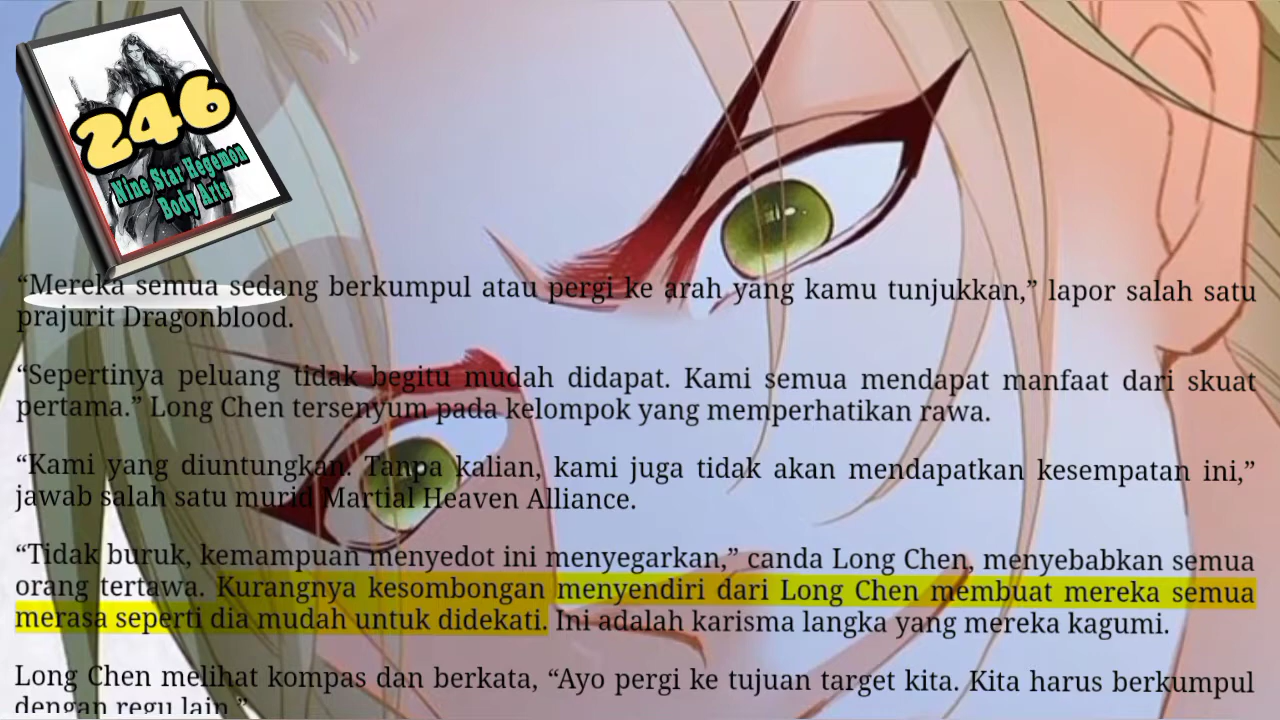 246
Nine Star Hegemon
Body Arts
“Mereka semua sedang berkumpul atau pergi ke arah yang kamu tunjukkan,” lapor salah satu
prajurit Dragonblood.
“Sepertinya peluang tidak begitu mudah didapat. Kami semua mendapat manfaat dari skuat
pertama.” Long Chen tersenyum pada kelompok yang memperhatikan rawa.
“Kami yang diuntungkan. Tanpa kalian, kami juga tidak akan mendapatkan kesempatan ini,”
jawab salah satu murid Martial Heaven Alliance.
“Tidak buruk, kemampuan menyedot ini menyegarkan,” canda Long Chen, menyebabkan semua
orang tertawa. Kurangnya kesombongan menyendiri dari Long Chen membuat mereka semua
merasa seperti dia mudah untuk didekati. Ini adalah karisma langka yang mereka kagumi.
Long Chen melihat kompas dan berkata, “Ayo pergi ke tujuan target kita. Kita harus berkumpul
dengan regu lain.”